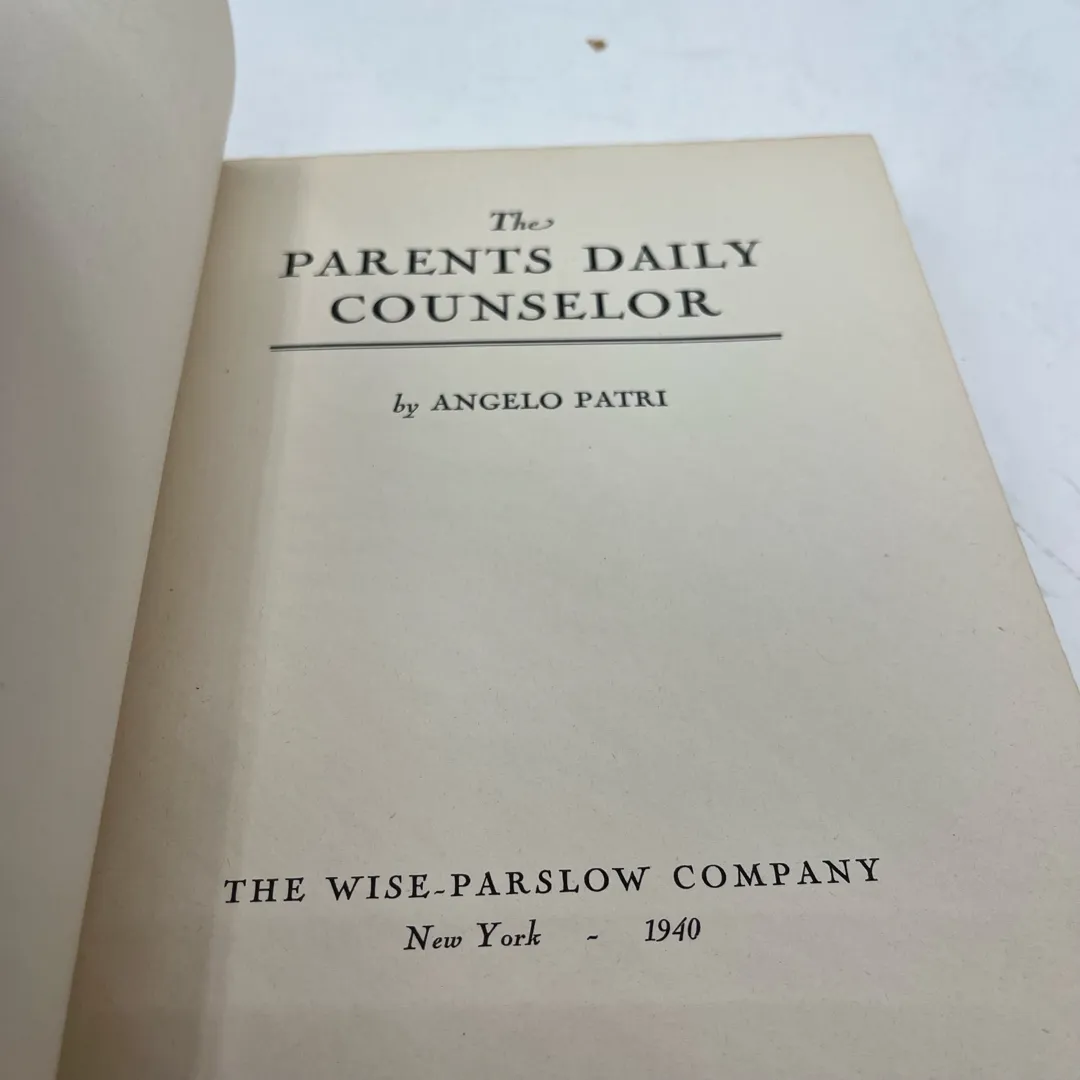 The
PARENTS DAILY
COUNSELOR
by ANGELO PATRI
THE WISE-PARSLOW COMPANY
New York - 1940